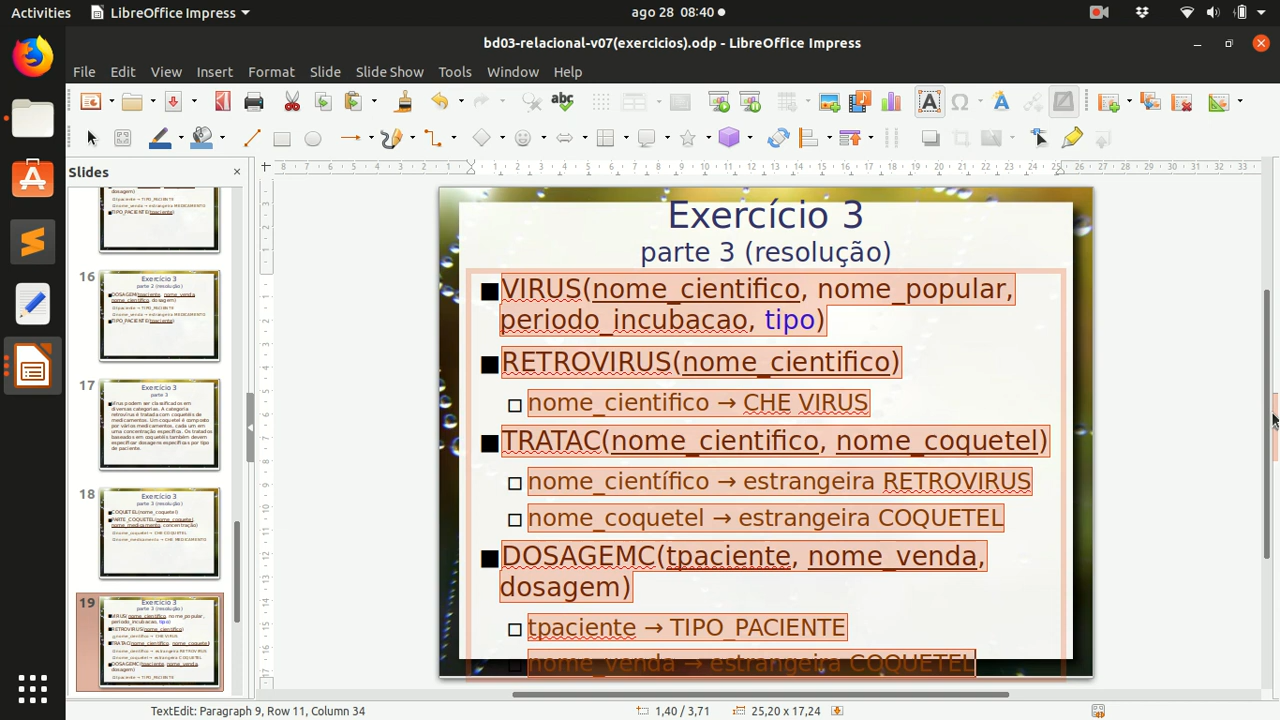 Activities LibreOffice Impress ago 28 08:40
bd03-relacional-v07(exercicios).odp - LibreOffice Impress
File Edit View Insert Format Slide Slide Show Tools Window Help
Slides
16
17
18
19
Exercício 3
parte 3 (resolução)
VIRUS(nome_cientifico, nome_popular,
periodo_incubacao, tipo)
RETROVIRUS(nome_cientifico)
nome_cientifico → CHE VIRUS
TRATAC(nome_cientifico, nome_coquetel)
nome_científico → estrangeira RETROVIRUS
nome_coquetel → estrangeira COQUETEL
DOSAGEMC(tpaciente, nome_venda,
dosagem)
tpaciente → TIPO_PACIENTE
nome_venda → estrangeira COQUETEL
TextEdit: Paragraph 9, Row 11, Column 34 1,40 / 3,71 25,20 x 17,24